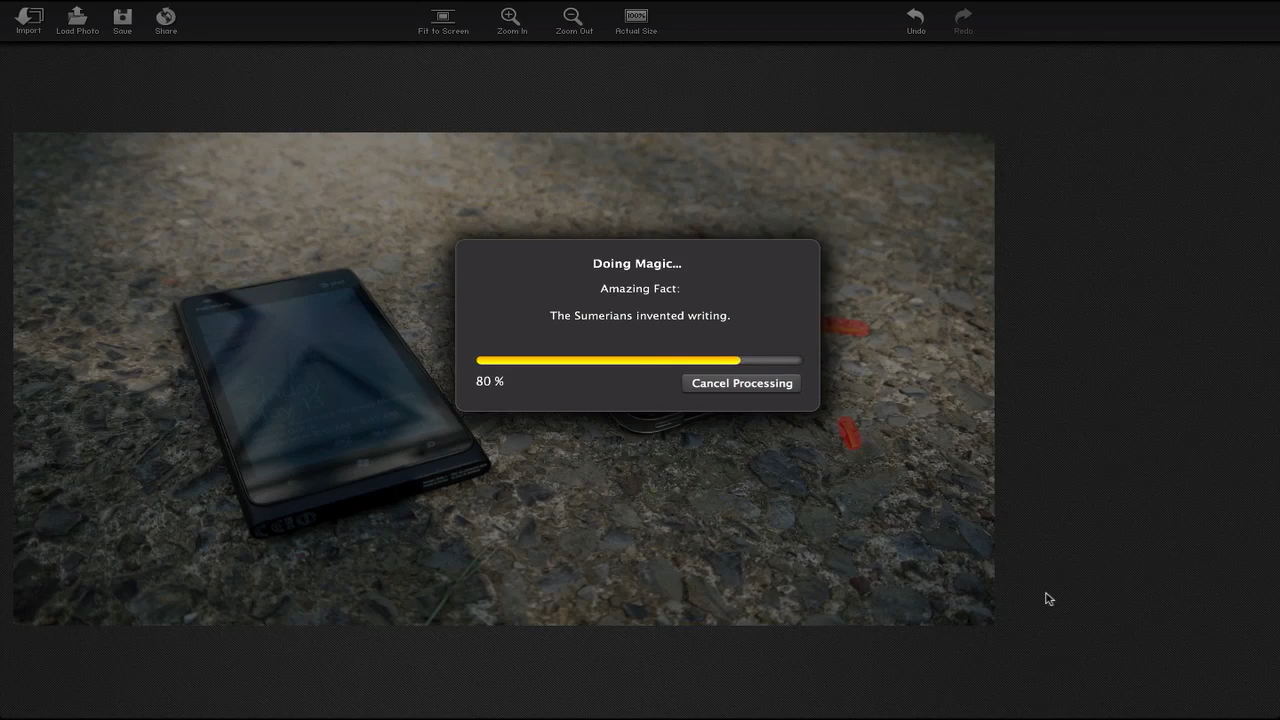 Import
Load Photo
Save
Share
Fit to Screen
Zoom In
Zoom Out
100%
Actual Size
Undo
Redo
Doing Magic...
Amazing Fact:
The Sumerians invented writing.
80 %
Cancel Processing